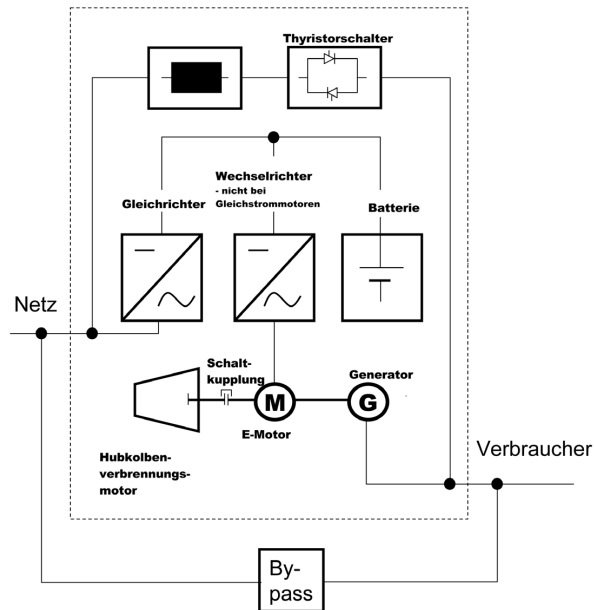 Thyristorschalter
Wechselrichter
- nicht bei
Gleichstrommotoren
Gleichrichter
Batterie
Netz
Schalt-
kupplung
Generator
M
G
E-Motor
Hubkolben-
verbrennungs-
motor
Verbraucher
By-
pass